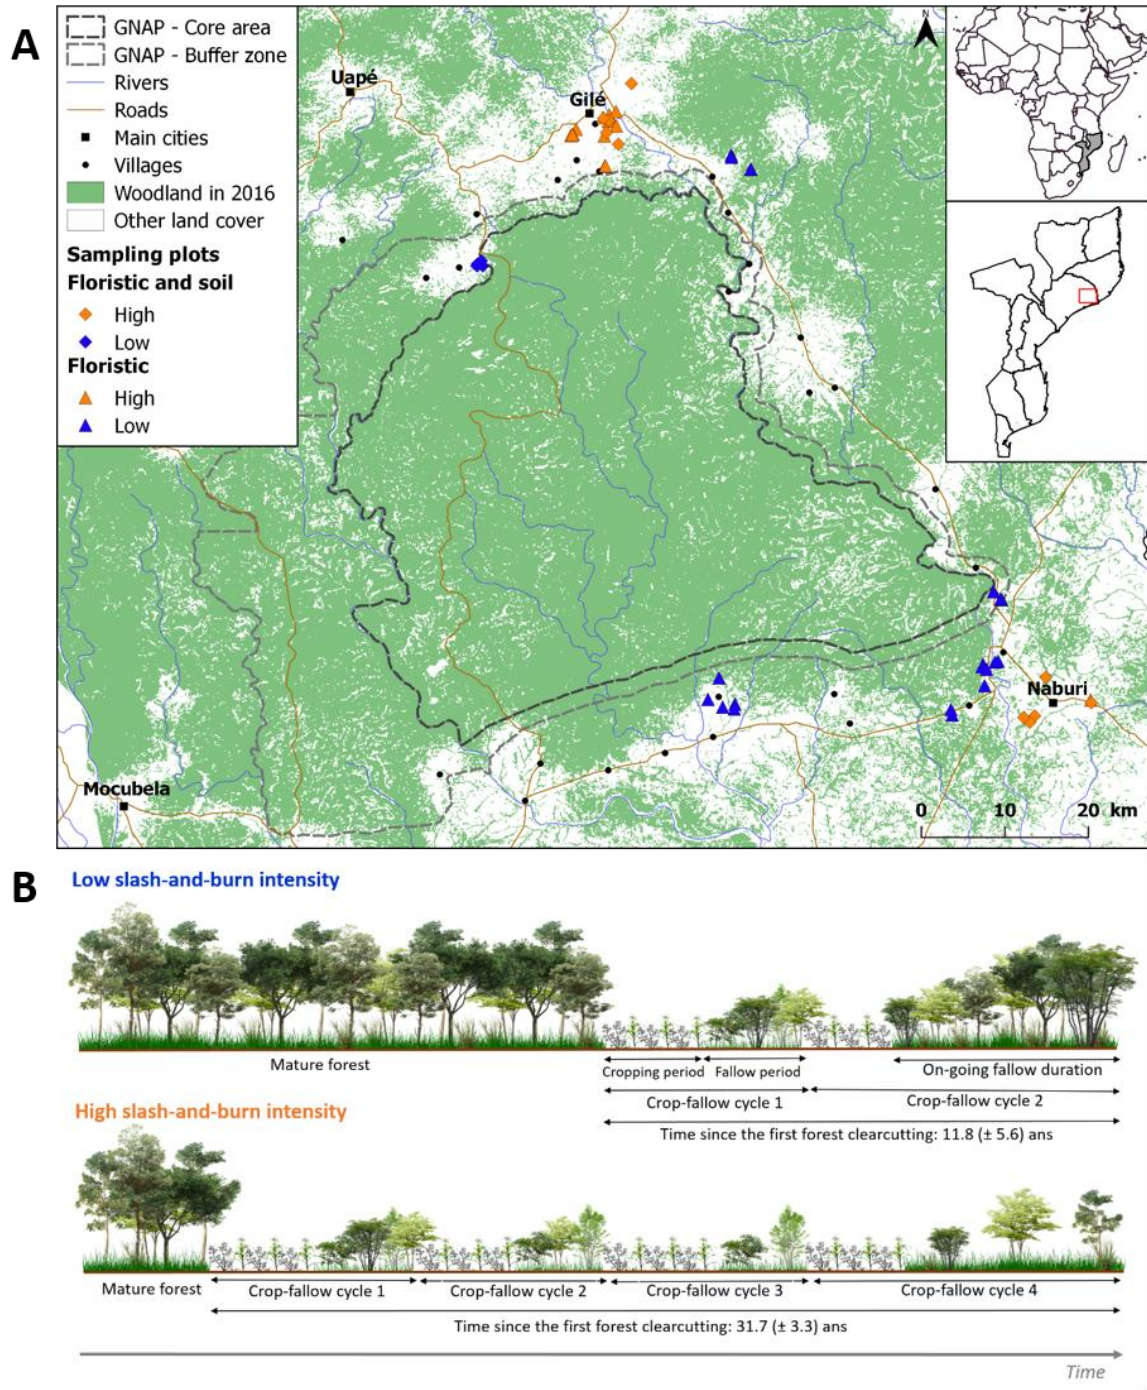 A
GNAP - Core area
GNAP - Buffer zone
Rivers
Roads
Main cities
Villages
Woodland in 2016
Other land cover
Sampling plots
Floristic and soil
High
Low
Floristic
High
Low
N
Uapé
Gilé
Naburi
Mocubela
0 10 20 km
B
Low slash-and-burn intensity
Mature forest
Cropping period
Fallow period
On-going fallow duration
Crop-fallow cycle 1
Crop-fallow cycle 2
Time since the first forest clearcutting: 11.8 (± 5.6) ans
High slash-and-burn intensity
Mature forest
Crop-fallow cycle 1
Crop-fallow cycle 2
Crop-fallow cycle 3
Crop-fallow cycle 4
Time since the first forest clearcutting: 31.7 (± 3.3) ans
Time